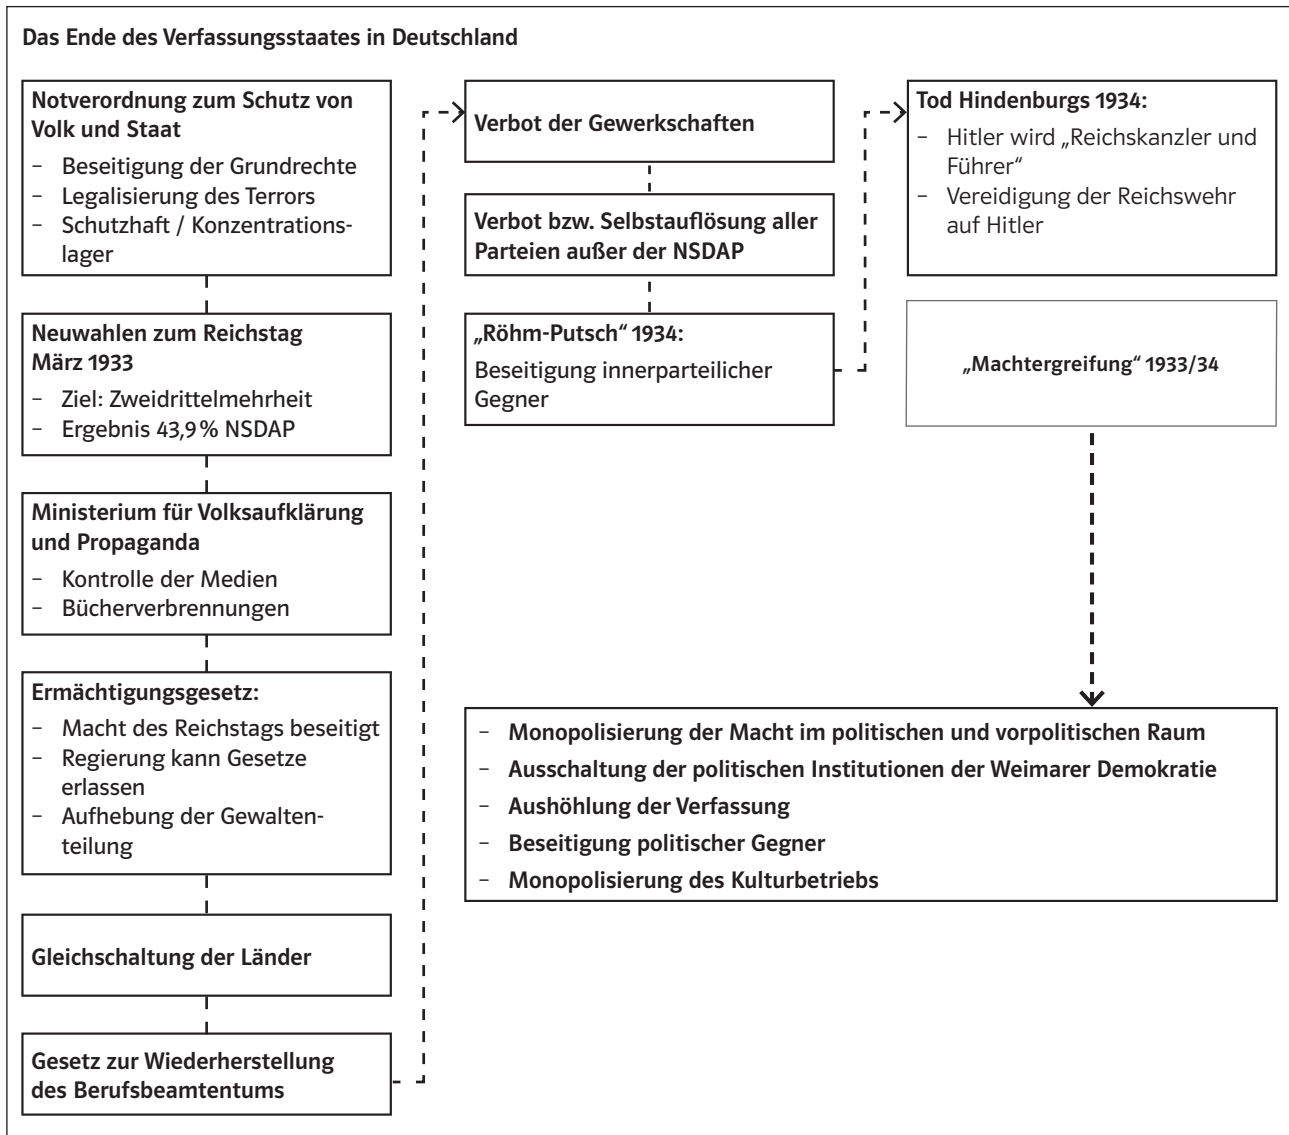 Das Ende des Verfassungsstaates in Deutschland
Notverordnung zum Schutz von
Volk und Staat
– Beseitigung der Grundrechte
– Legalisierung des Terrors
– Schutzhaft / Konzentrations-
lager
Neuwahlen zum Reichstag
März 1933
– Ziel: Zweidrittelmehrheit
– Ergebnis 43,9 % NSDAP
Ministerium für Volksaufklärung
und Propaganda
– Kontrolle der Medien
– Bücherverbrennungen
Ermächtigungsgesetz:
– Macht des Reichstags beseitigt
– Regierung kann Gesetze
erlassen
– Aufhebung der Gewalten-
teilung
Gleichschaltung der Länder
Gesetz zur Wiederherstellung
des Berufsbeamtentums
Verbot der Gewerkschaften
Verbot bzw. Selbstauflösung aller
Parteien außer der NSDAP
„Röhm-Putsch“ 1934:
Beseitigung innerparteilicher
Gegner
Tod Hindenburgs 1934:
– Hitler wird „Reichskanzler und
Führer“
– Vereidigung der Reichswehr
auf Hitler
„Machtergreifung“ 1933/34
– Monopolisierung der Macht im politischen und vorpolitischen Raum
– Ausschaltung der politischen Institutionen der Weimarer Demokratie
– Aushöhlung der Verfassung
– Beseitigung politischer Gegner
– Monopolisierung des Kulturbetriebs